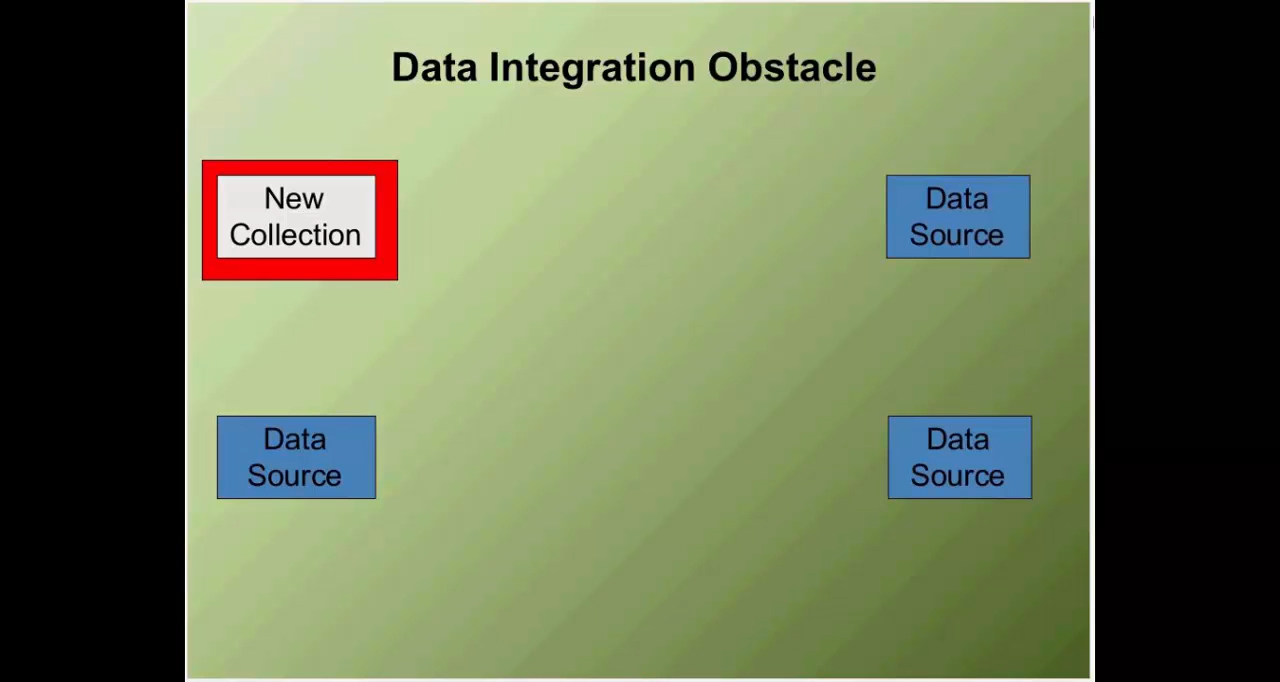 Data Integration Obstacle
New
Collection
Data
Source
Data
Source
Data
Source